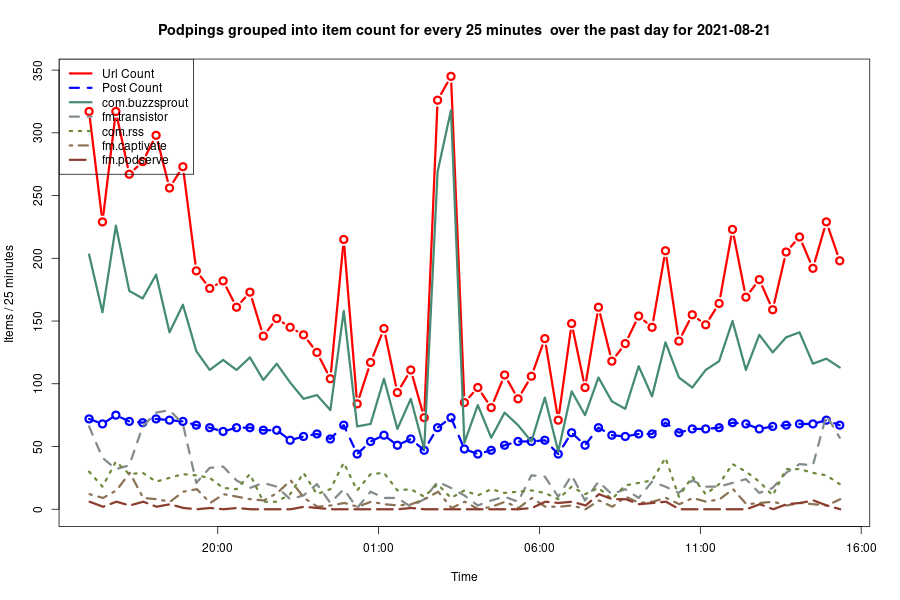 Podpings grouped into item count for every 25 minutes  over the past day for 2021-08-21
Url Count
Post Count
com.buzzsprout
fm.transistor
com.rss
fm.captivate
fm.podserve
350
300
250
200
150
100
50
0
Items / 25 minutes
20:00
01:00
06:00
11:00
16:00
Time